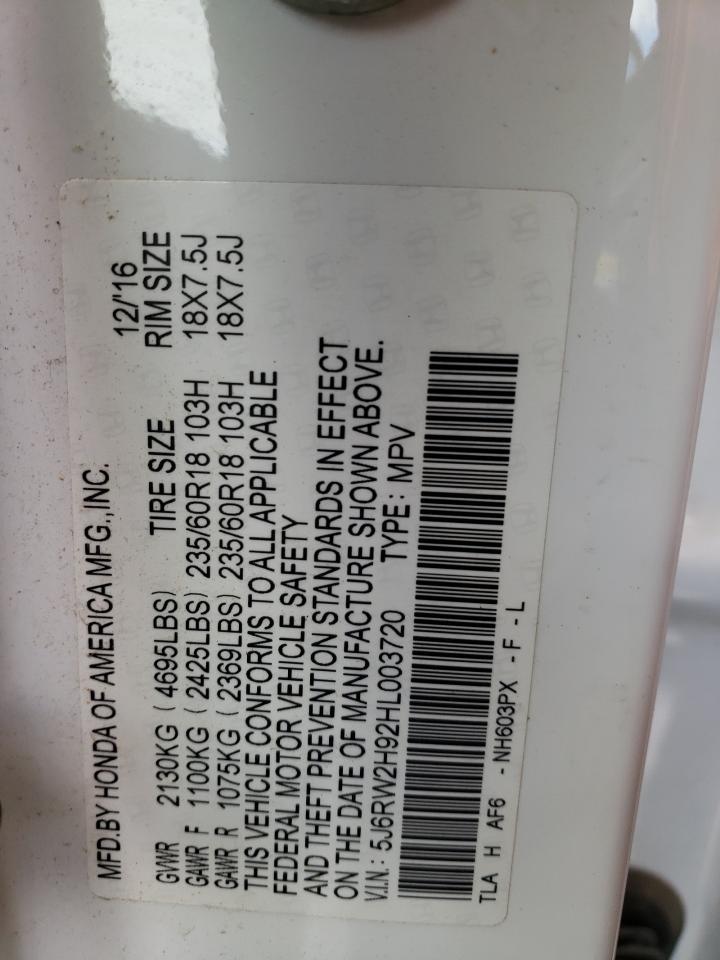 MFD.BY HONDA OF AMERICA MFG.,INC. 12/'16
GVWR 2130KG (4695LBS) TIRE SIZE RIM SIZE
GAWR F 1100KG (2425LBS) 235/60R18 103H 18X7.5J
GAWR R 1075KG (2369LBS) 235/60R18 103H 18X7.5J
THIS VEHICLE CONFORMS TO ALL APPLICABLE
FEDERAL MOTOR VEHICLE SAFETY
AND THEFT PREVENTION STANDARDS IN EFFECT
ON THE DATE OF MANUFACTURE SHOWN ABOVE.
V.I.N.: 5J6RW2H92HL003720 TYPE: MPV
TLA H AF6 - NH603PX - F - L